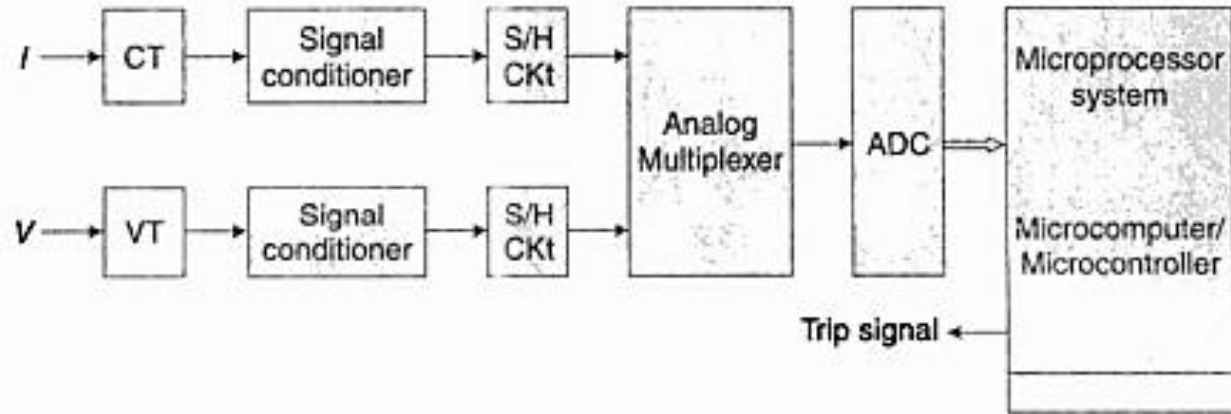 I
CT
Signal
conditioner
S/H
CKt
Analog
Multiplexer
ADC
Microprocessor
system
Microcomputer/
Microcontroller
V
VT
Signal
conditioner
S/H
CKt
Trip signal